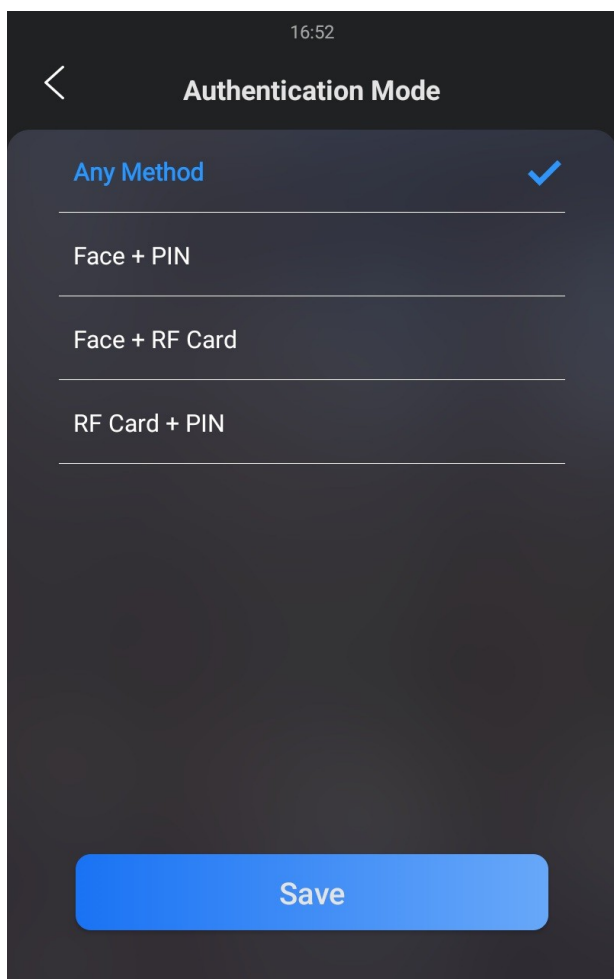 16:52
Authentication Mode
Any Method
Face + PIN
Face + RF Card
RF Card + PIN
Save